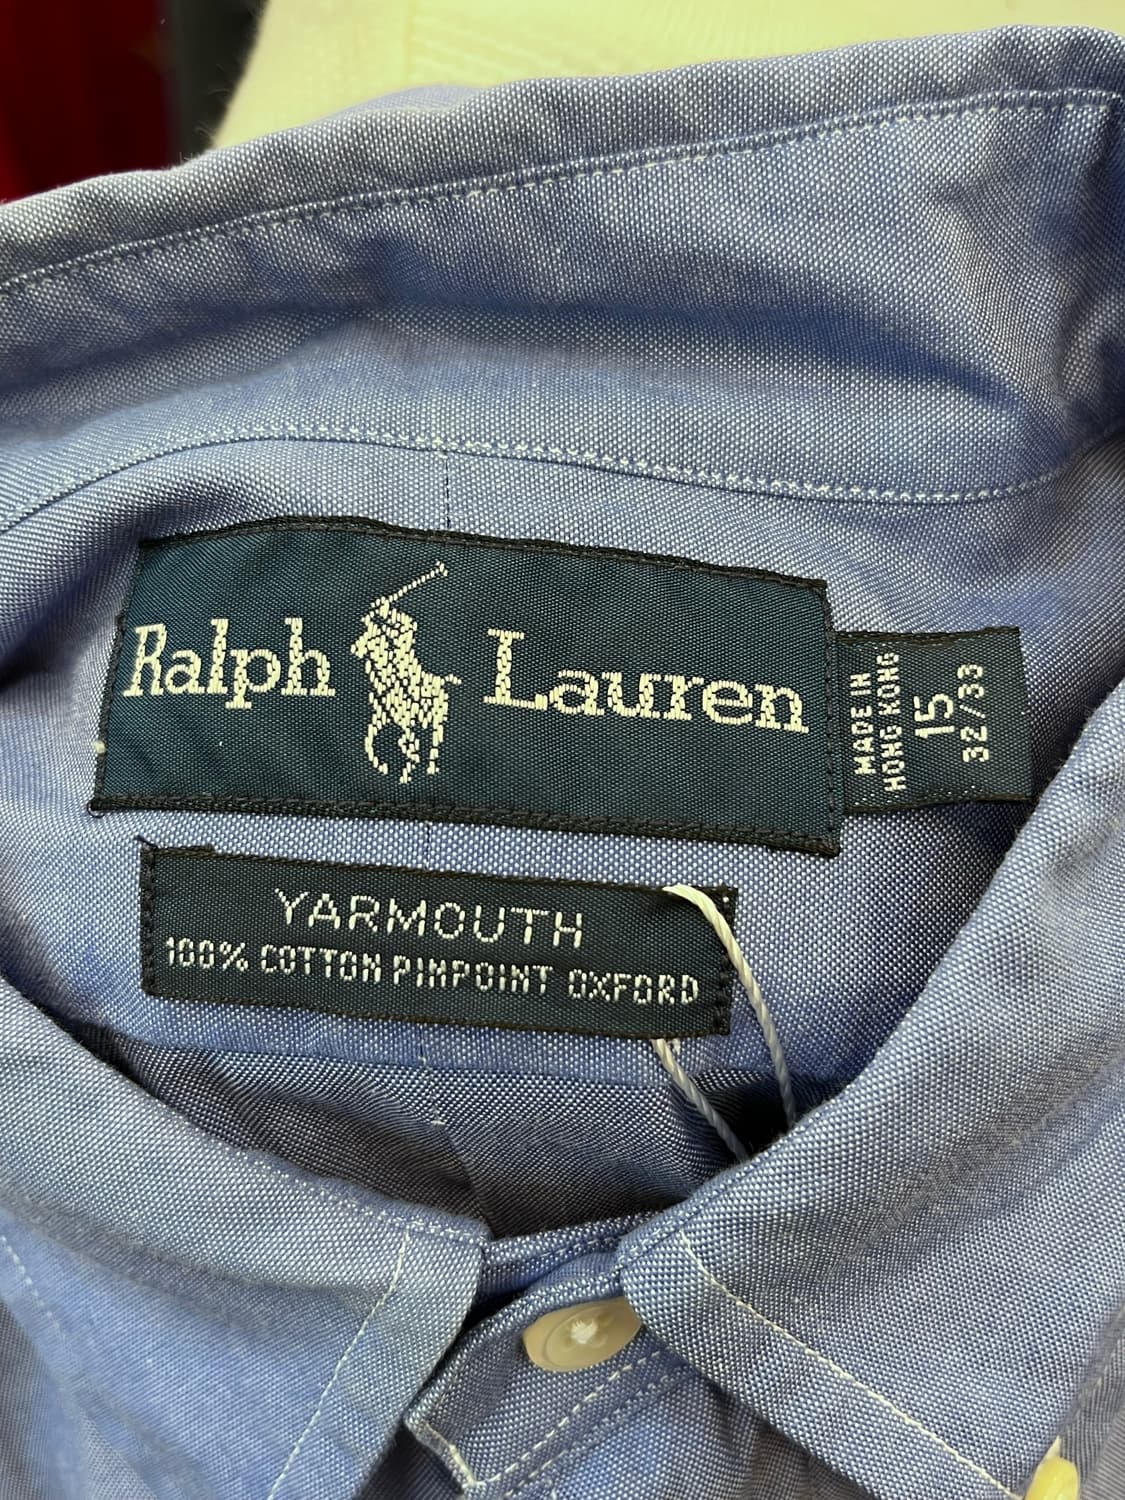 Ralph Lauren
MADE IN
HONG KONG
15
32/33
YARMOUTH
100% COTTON PINPOINT OXFORD